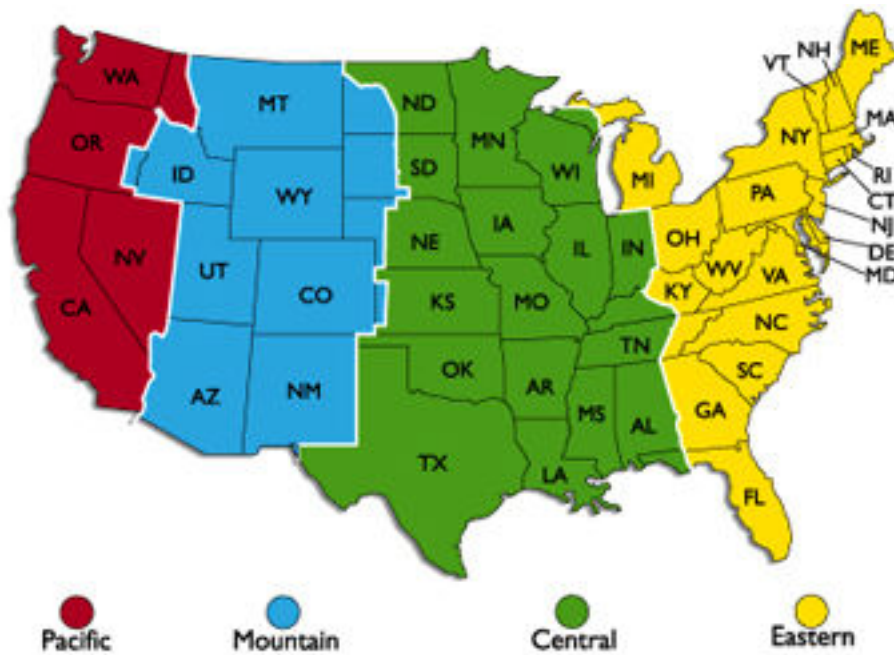 WA
MT
ND
MN
OR
ID
WY
SD
WI
MI
NY
VT
NH
ME
MA
RI
CT
NJ
DE
MD
PA
NV
UT
CO
NE
IA
IL
IN
OH
WV
VA
CA
KS
MO
KY
NC
AZ
NM
OK
AR
TN
SC
TX
LA
MS
AL
GA
FL
Pacific
Mountain
Central
Eastern